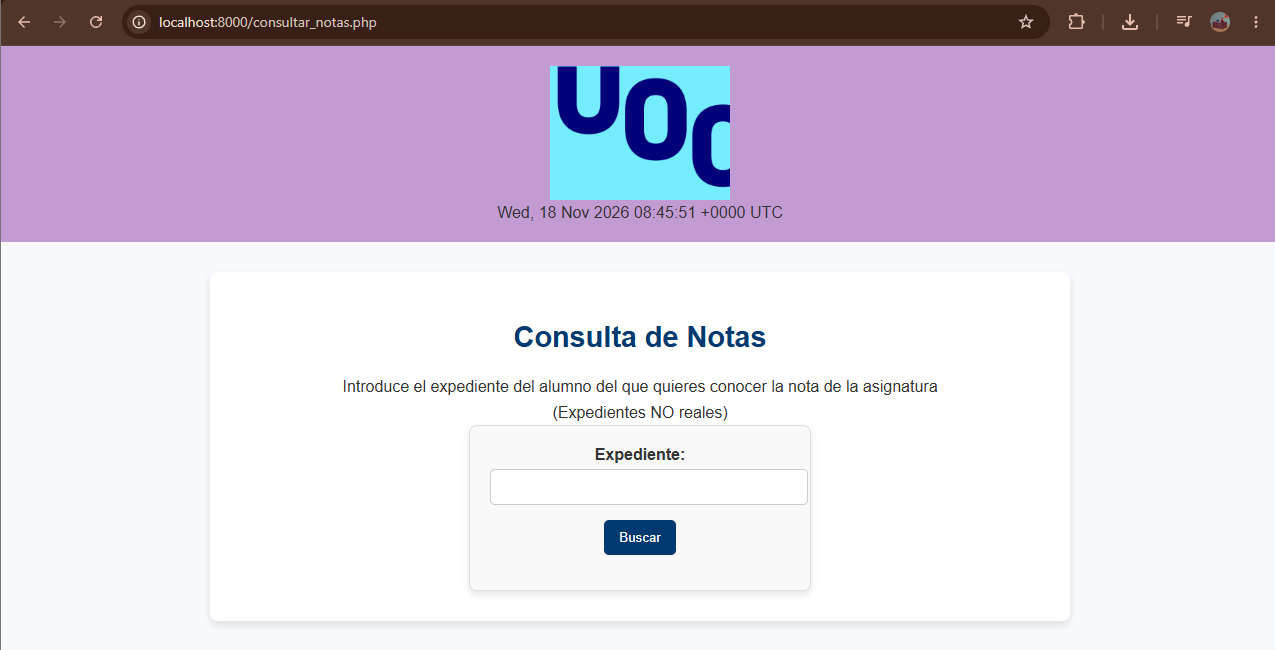 localhost:8000/consultar_notas.php
UOC
Wed, 18 Nov 2026 08:45:51 +0000 UTC
Consulta de Notas
Introduce el expediente del alumno del que quieres conocer la nota de la asignatura
(Expedientes NO reales)
Expediente:
Buscar